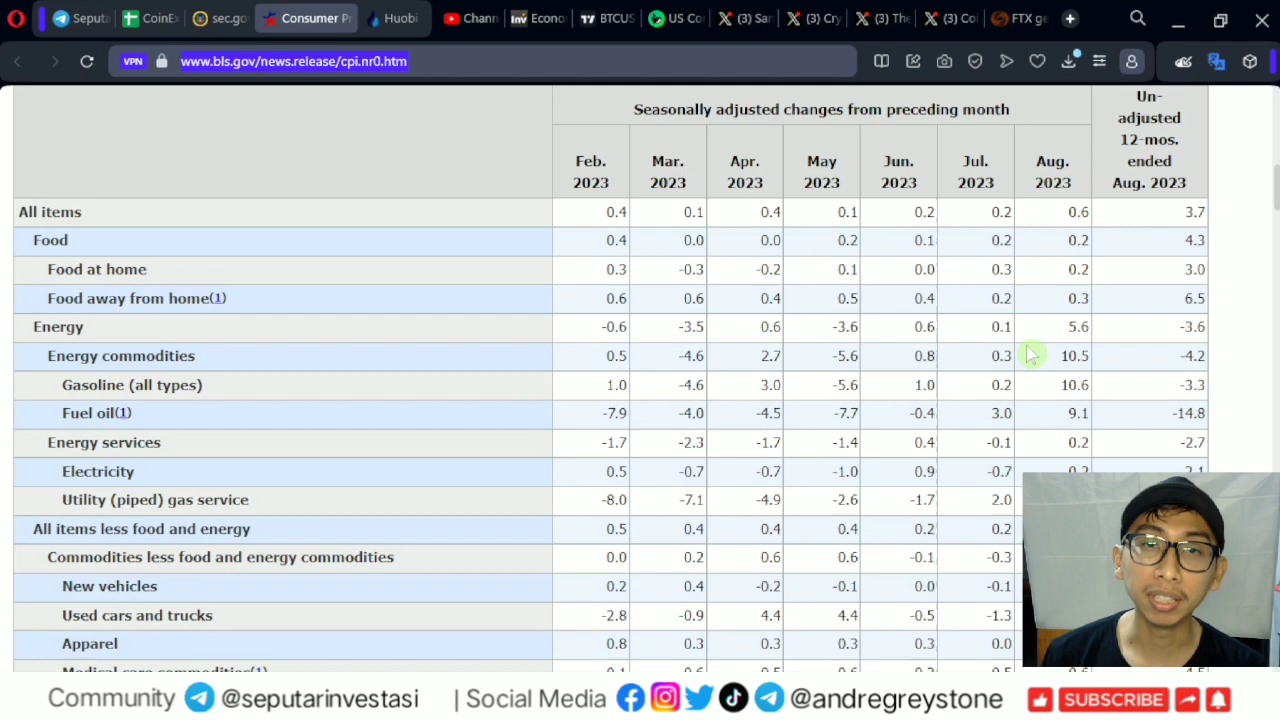 Seputa
CoinEx
sec.gov
Consumer Pr
Huobi
Chann
Inv Econo
BTCUS
US Co
(3) Sar
(3) Cry
(3) The
(3) Coi
FTX ge
VPN www.bls.gov/news.release/cpi.nr0.htm
Seasonally adjusted changes from preceding month
Un-
adjusted
12-mos.
ended
Aug. 2023
Feb. 2023 Mar. 2023 Apr. 2023 May 2023 Jun. 2023 Jul. 2023 Aug. 2023
All items 0.4 0.1 0.4 0.1 0.2 0.2 0.6 3.7
Food 0.4 0.0 0.0 0.2 0.1 0.2 0.2 4.3
Food at home 0.3 -0.3 -0.2 0.1 0.0 0.3 0.2 3.0
Food away from home(1) 0.6 0.6 0.4 0.5 0.4 0.2 0.3 6.5
Energy -0.6 -3.5 0.6 -3.6 0.6 0.1 5.6 -3.6
Energy commodities 0.5 -4.6 2.7 -5.6 0.8 0.3 10.5 -4.2
Gasoline (all types) 1.0 -4.6 3.0 -5.6 1.0 0.2 10.6 -3.3
Fuel oil(1) -7.9 -4.0 -4.5 -7.7 -0.4 3.0 9.1 -14.8
Energy services -1.7 -2.3 -1.7 -1.4 0.4 -0.1 0.2 -2.7
Electricity 0.5 -0.7 -0.7 -1.0 0.9 -0.7 0.2 2.1
Utility (piped) gas service -8.0 -7.1 -4.9 -2.6 -1.7 2.0
All items less food and energy 0.5 0.4 0.4 0.4 0.2 0.2
Commodities less food and energy commodities 0.0 0.2 0.6 0.6 -0.1 -0.3
New vehicles 0.2 0.4 -0.2 -0.1 0.0 -0.1
Used cars and trucks -2.8 -0.9 4.4 4.4 -0.5 -1.3
Apparel 0.8 0.3 0.3 0.3 0.3 0.0
Medical care commodities(1)
Community @seputarinvestasi | Social Media @andregreystone SUBSCRIBE